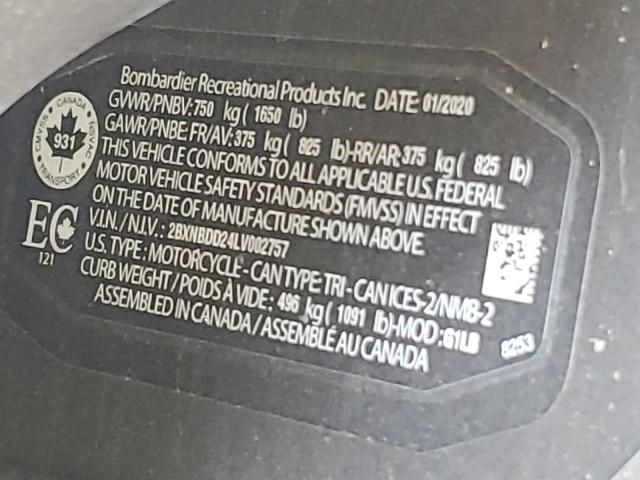 Bombardier Recreational Products Inc. DATE: 01/2020
GVWR/PNBV: 750 kg ( 1650 lb)
GAWR/PNBE: FR/AV: 375 kg ( 825 lb)-RR/AR: 375 kg ( 825 lb)
THIS VEHICLE CONFORMS TO ALL APPLICABLE U.S. FEDERAL
MOTOR VEHICLE SAFETY STANDARDS (FMVSS) IN EFFECT
ON THE DATE OF MANUFACTURE SHOWN ABOVE.
V.I.N. / N.I.V. : 2BXNBDD24LV002757
U.S. TYPE : MOTORCYCLE - CAN TYPE: TRI - CAN ICES-2/NMB-2
CURB WEIGHT / POIDS À VIDE : 496 kg ( 1091 lb)-MOD : 61LB
ASSEMBLED IN CANADA / ASSEMBLÉ AU CANADA
8253
CANADA
CMVSS
NSVAC
931
TRANSPORT
EC
121